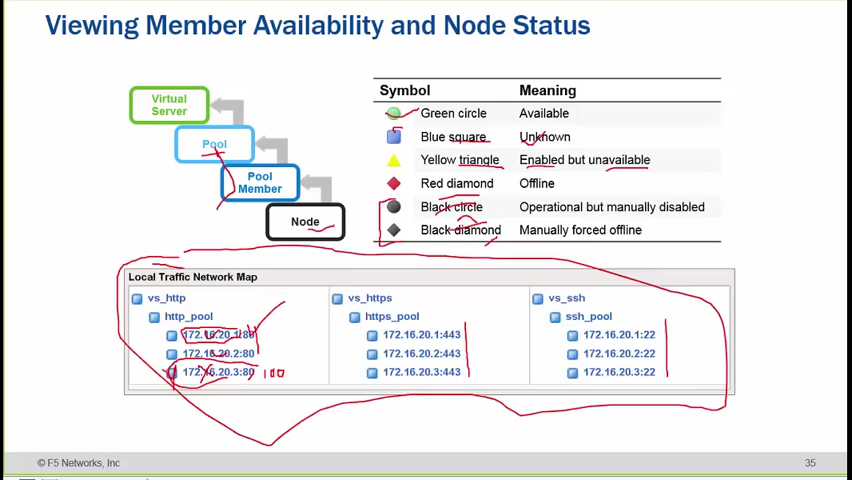 Viewing Member Availability and Node Status
Virtual
Server
Pool
Pool
Member
Node
Symbol Meaning
Green circle Available
Blue square Unknown
Yellow triangle Enabled but unavailable
Red diamond Offline
Black circle Operational but manually disabled
Black diamond Manually forced offline
Local Traffic Network Map
vs_http vs_https vs_ssh
http_pool https_pool ssh_pool
172.16.20.1:80 172.16.20.1:443 172.16.20.1:22
172.16.20.2:80 172.16.20.2:443 172.16.20.2:22
172.16.20.3:80 100 172.16.20.3:443 172.16.20.3:22
© F5 Networks, Inc 35